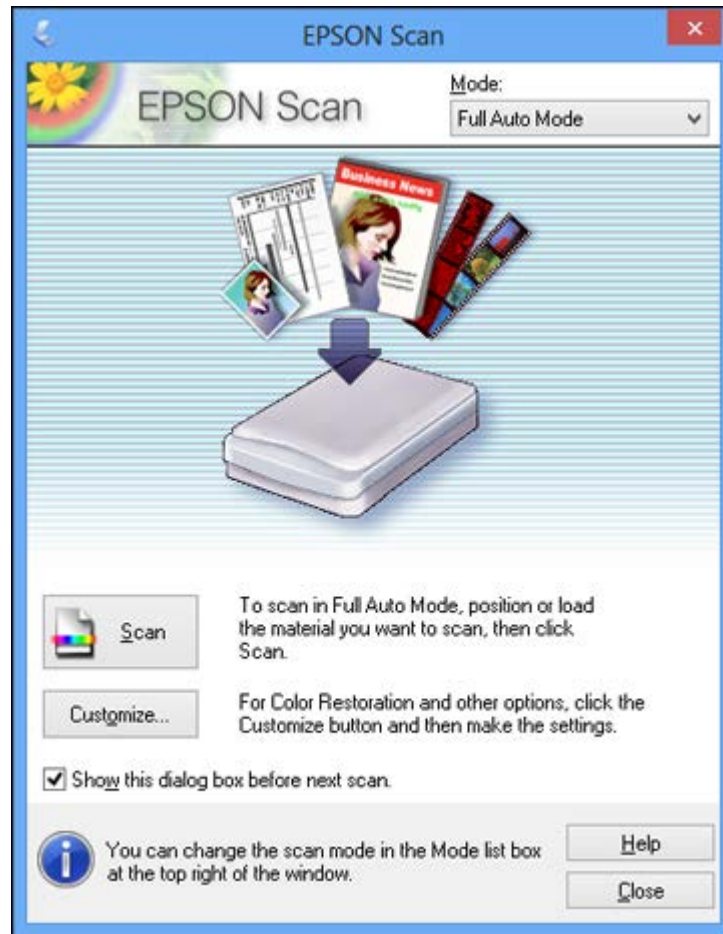 EPSON Scan
EPSON Scan
Mode:
Full Auto Mode
Business News
Scan
To scan in Full Auto Mode, position or load
the material you want to scan, then click
Scan.
Customize...
For Color Restoration and other options, click the
Customize button and then make the settings.
Show this dialog box before next scan.
You can change the scan mode in the Mode list box
at the top right of the window.
Help
Close